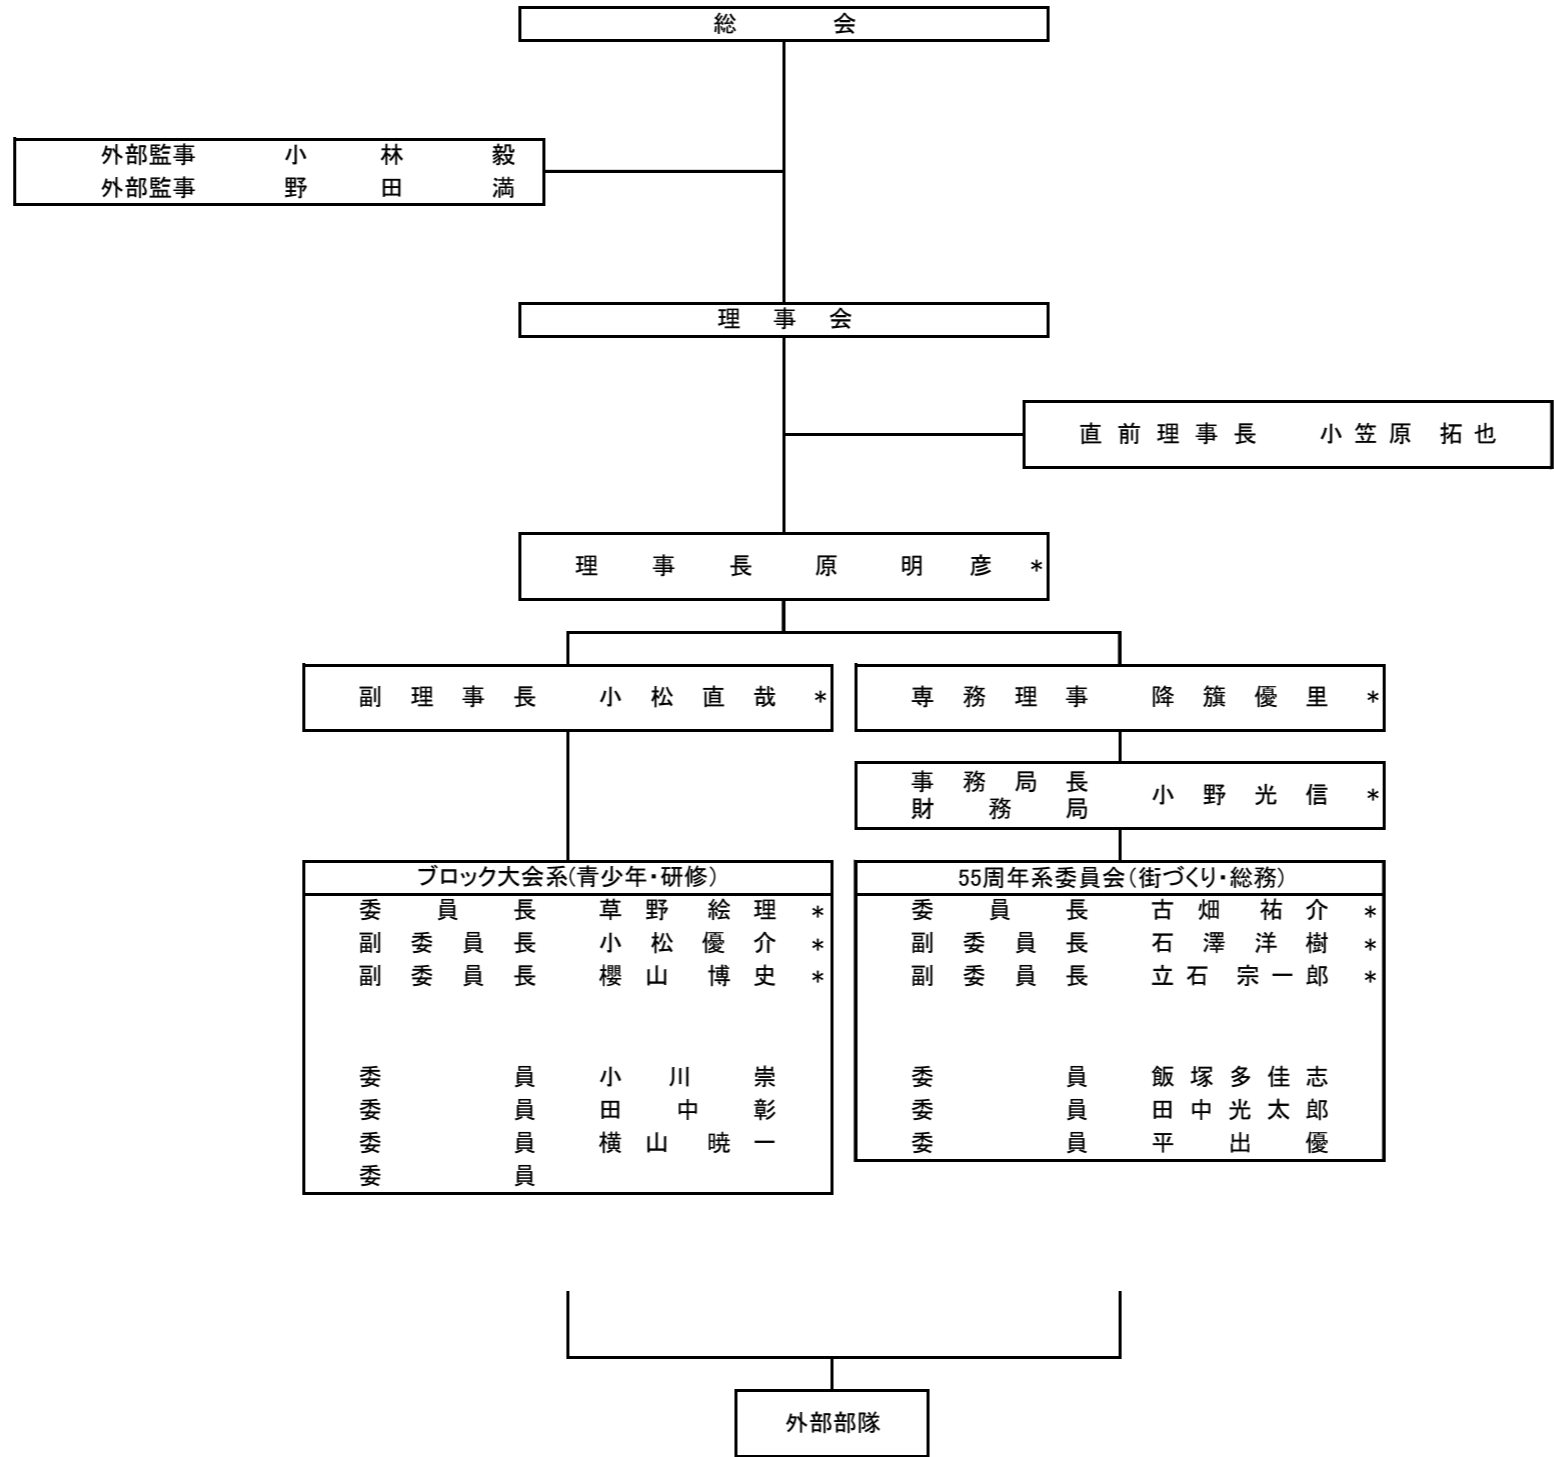 総会
外部監事 小林 毅
外部監事 野田 満
理事会
直前理事長 小笠原 拓也
理事長 原 明彦 *
副理事長 小松直哉 *
専務理事 降籏優里 *
事務局長
財務局
小野光信 *
ブロック大会系(青少年・研修)
委員長 草野 絵理 *
副委員長 小松優介 *
副委員長 櫻山 博史 *
委員 小川 崇
委員 田中 彰
委員 横山 暁一
委員
55周年系委員会(街づくり・総務)
委員長 古畑 祐介 *
副委員長 石澤洋樹 *
副委員長 立石 宗一郎 *
委員 飯塚多佳志
委員 田中光太郎
委員 平出優
外部部隊